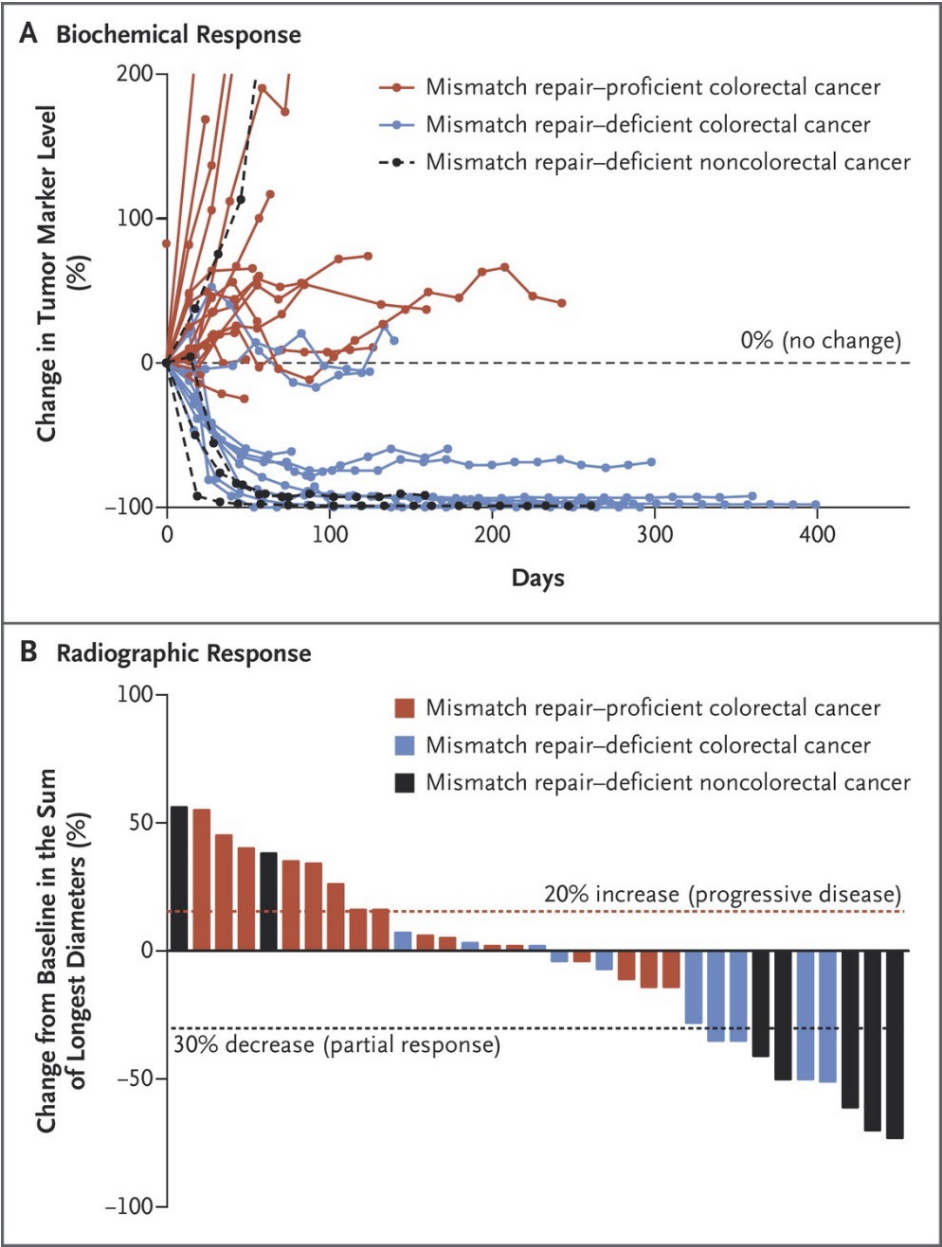 A Biochemical Response
200
100
0
−100
Change in Tumor Marker Level
(%)
Mismatch repair–proficient colorectal cancer
Mismatch repair–deficient colorectal cancer
Mismatch repair–deficient noncolorectal cancer
0% (no change)
0 100 200 300 400
Days
B Radiographic Response
100
50
0
−50
−100
Change from Baseline in the Sum
of Longest Diameters (%)
Mismatch repair–proficient colorectal cancer
Mismatch repair–deficient colorectal cancer
Mismatch repair–deficient noncolorectal cancer
20% increase (progressive disease)
30% decrease (partial response)